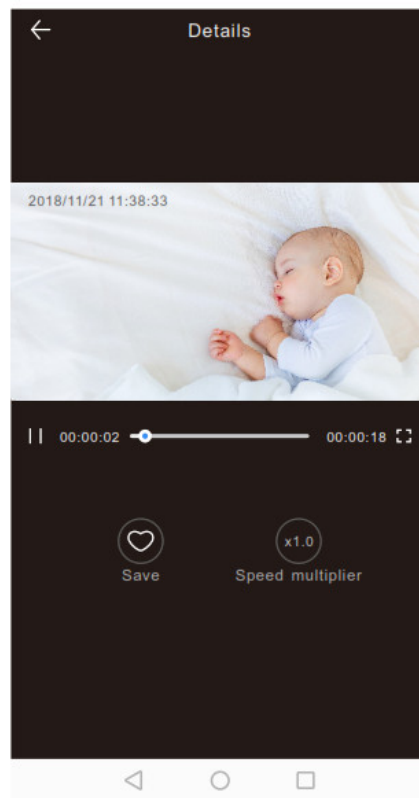 Details
2018/11/21 11:38:33
00:00:02 00:00:18
x1.0
Save Speed multiplier